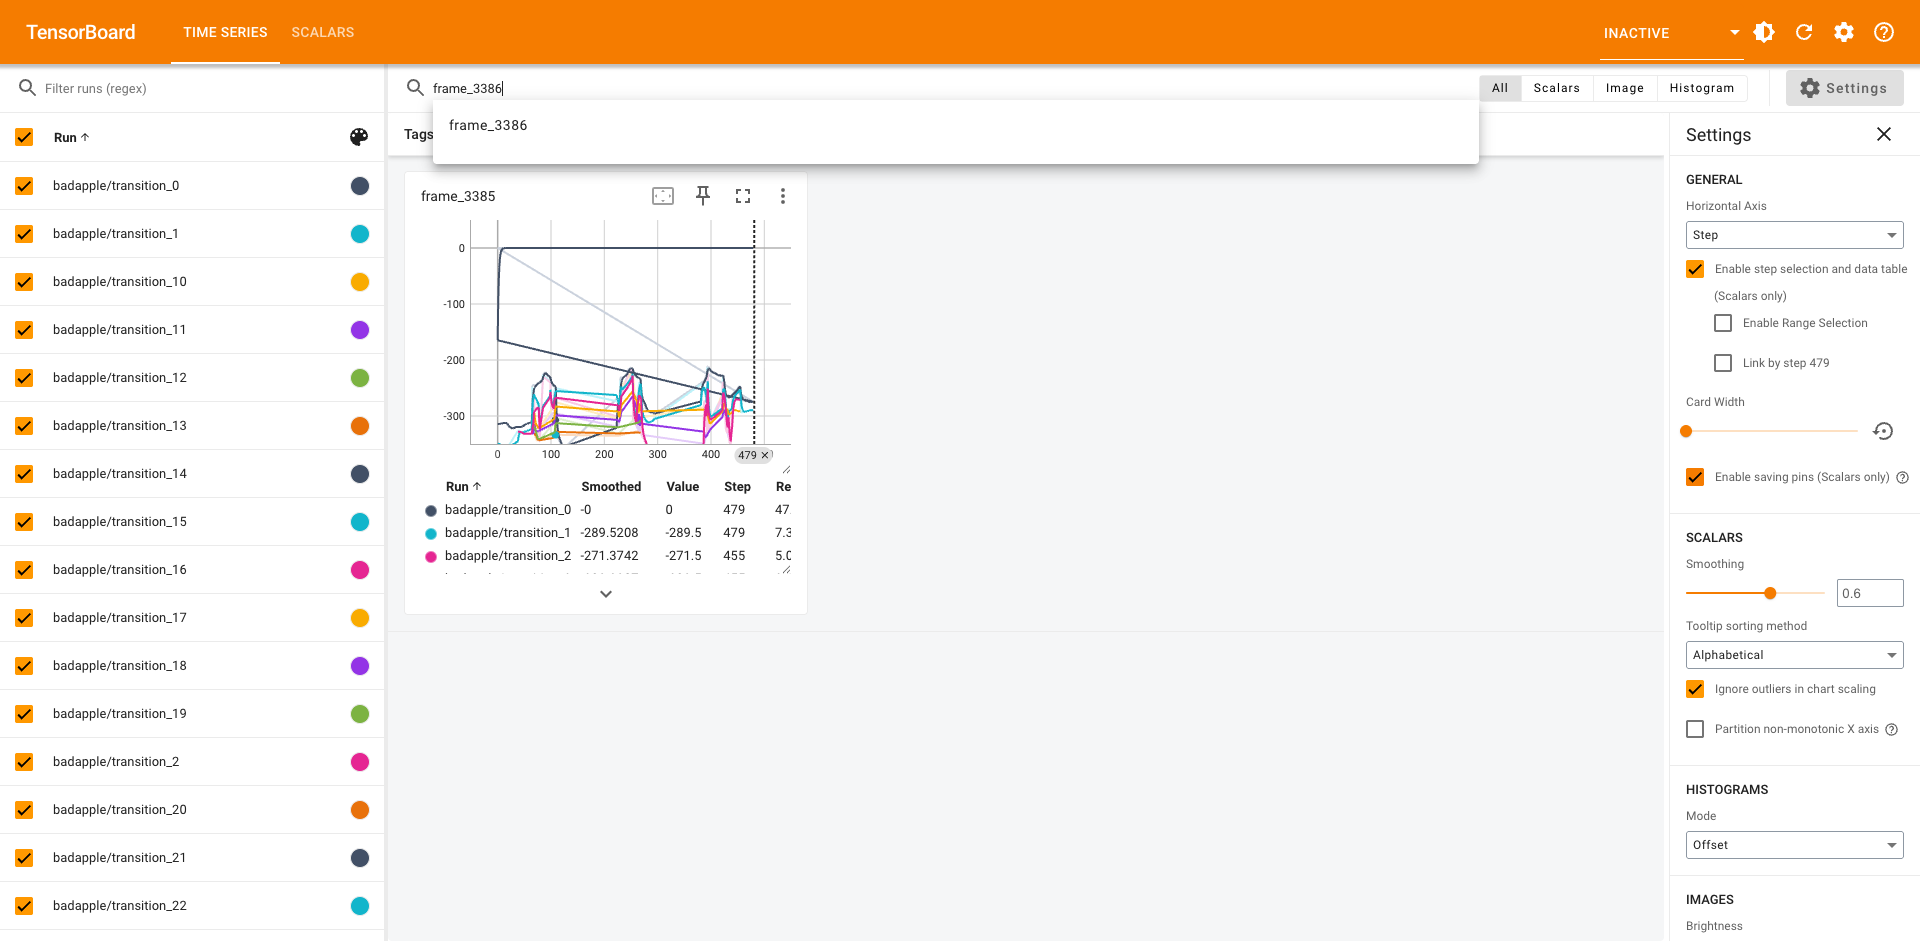 TensorBoard
TIME SERIES
SCALARS
INACTIVE
Filter runs (regex)
frame_3386
All
Scalars
Image
Histogram
Settings
frame_3386
Run
Tags
Settings
badapple/transition_0
badapple/transition_1
badapple/transition_10
badapple/transition_11
badapple/transition_12
badapple/transition_13
badapple/transition_14
badapple/transition_15
badapple/transition_16
badapple/transition_17
badapple/transition_18
badapple/transition_19
badapple/transition_2
badapple/transition_20
badapple/transition_21
badapple/transition_22
frame_3385
0
-100
-200
-300
0 100 200 300 400 479
Run Smoothed Value Step Re
badapple/transition_0 -0 0 479 47.
badapple/transition_1 -289.5208 -289.5 479 7.3
badapple/transition_2 -271.3742 -271.5 455 5.0
GENERAL
Horizontal Axis
Step
Enable step selection and data table
(Scalars only)
Enable Range Selection
Link by step 479
Card Width
Enable saving pins (Scalars only)
SCALARS
Smoothing
0.6
Tooltip sorting method
Alphabetical
Ignore outliers in chart scaling
Partition non-monotonic X axis
HISTOGRAMS
Mode
Offset
IMAGES
Brightness